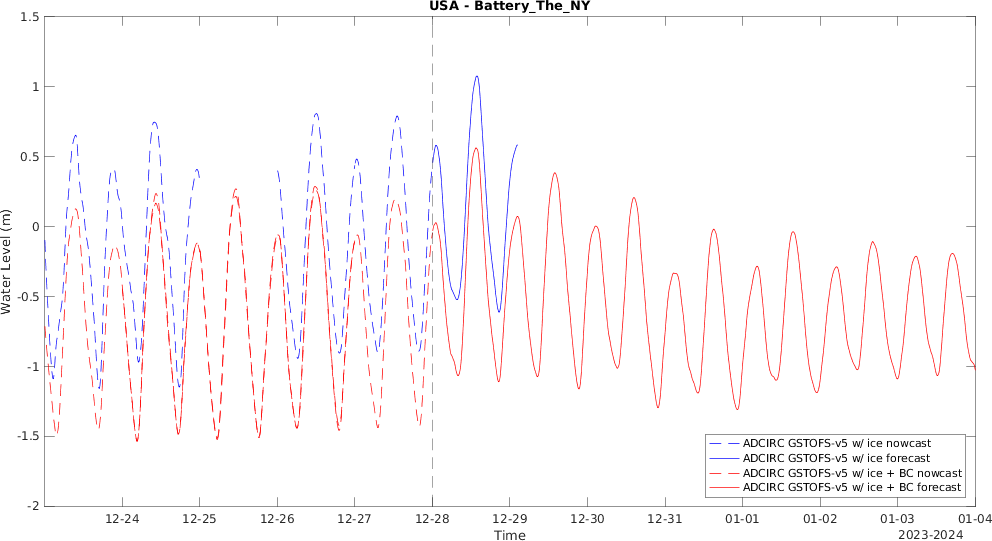 USA - Battery_The_NY
1.5
1
0.5
0
-0.5
-1
-1.5
-2
Water Level (m)
ADCIRC GSTOFS-v5 w/ ice nowcast
ADCIRC GSTOFS-v5 w/ ice forecast
ADCIRC GSTOFS-v5 w/ ice + BC nowcast
ADCIRC GSTOFS-v5 w/ ice + BC forecast
12-24 12-25 12-26 12-27 12-28 12-29 12-30 12-31 01-01 01-02 01-03 01-04
Time
2023-2024